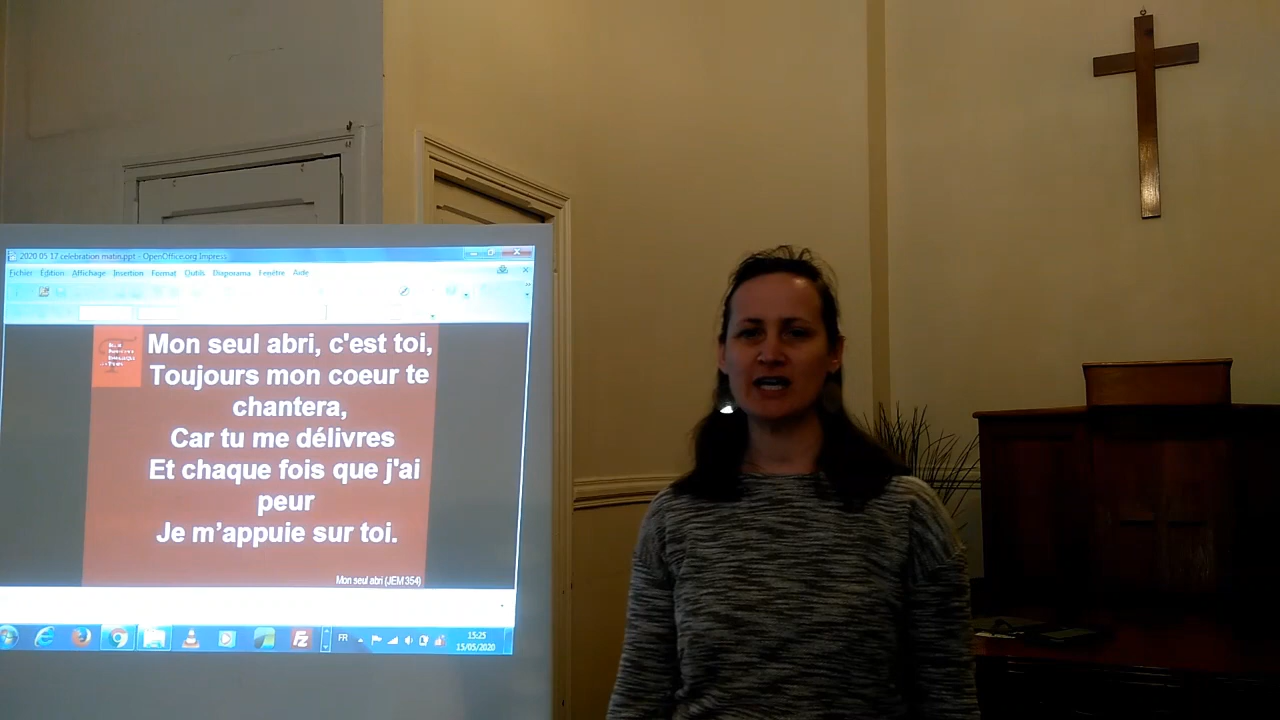 2020 05 17 celebration matin.ppt - OpenOffice.org Impress
Fichier Édition Affichage Insertion Format Outils Diaporama Fenêtre Aide
Mon seul abri, c'est toi,
Toujours mon coeur te
chantera,
Car tu me délivres
Et chaque fois que j'ai
peur
Je m’appuie sur toi.
Mon seul abri (JEM 354)
FR
15:25
15/05/2020